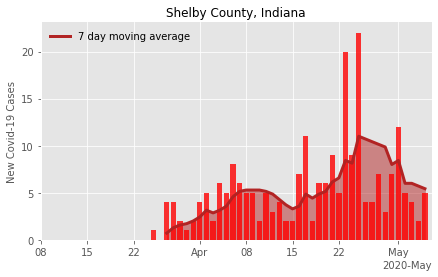 Shelby County, Indiana
7 day moving average
New Covid-19 Cases
20
15
10
5
0
08
15
22
Apr
08
15
22
May
2020-May